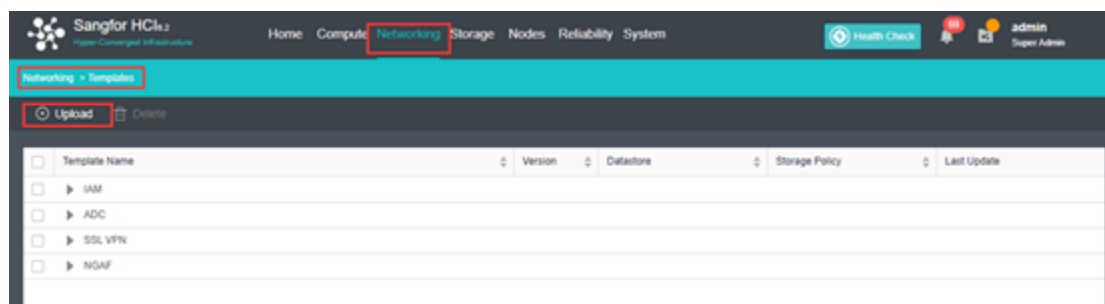 Sangfor HCI6.2
Hyper-Converged Infrastructure
Home Compute Networking Storage Nodes Reliability System
Health Check
admin
Super Admin
Networking > Templates
Upload Delete
Template Name Version Datastore Storage Policy Last Update
IAM
ADC
SSL VPN
NGAF